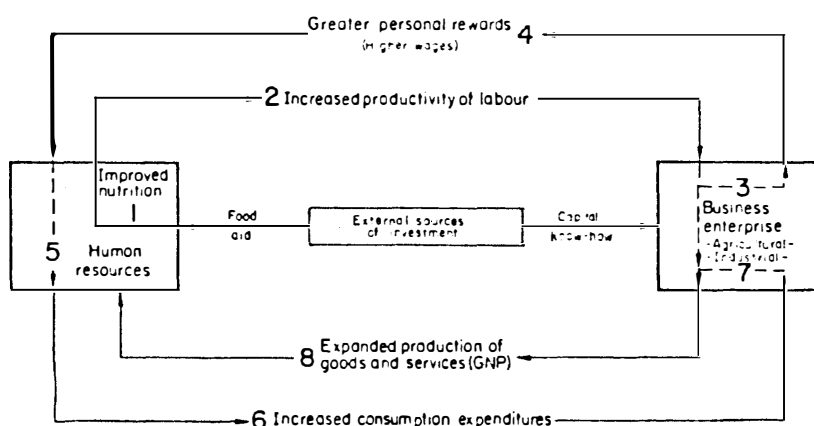 Greater personal rewards 4
(Higher wages)
2 Increased productivity of labour
Improved
nutrition
1
5
Human
resources
Food
aid
External sources
of investment
Capital
know-how
3
Business
enterprise
-Agricultural-
-Industrial-
7
8 Expanded production of
goods and services (GNP)
6 Increased consumption expenditures